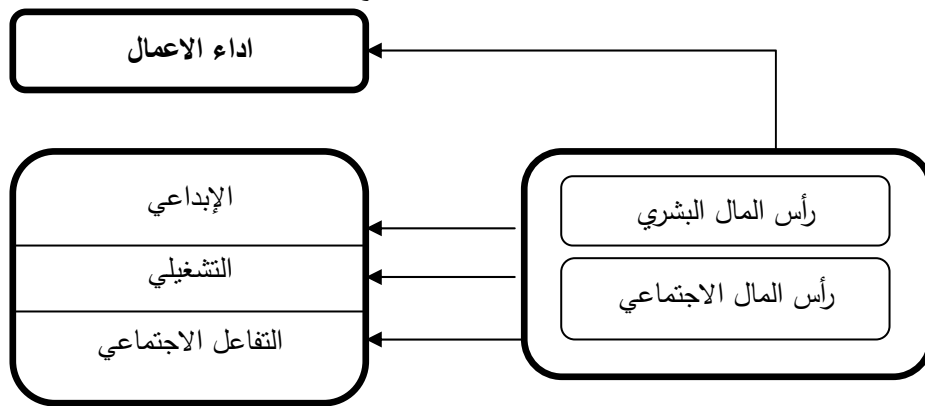 اداء الاعمال
رأس المال البشري
رأس المال الاجتماعي
الإبداعي
التشغيلي
التفاعل الاجتماعي